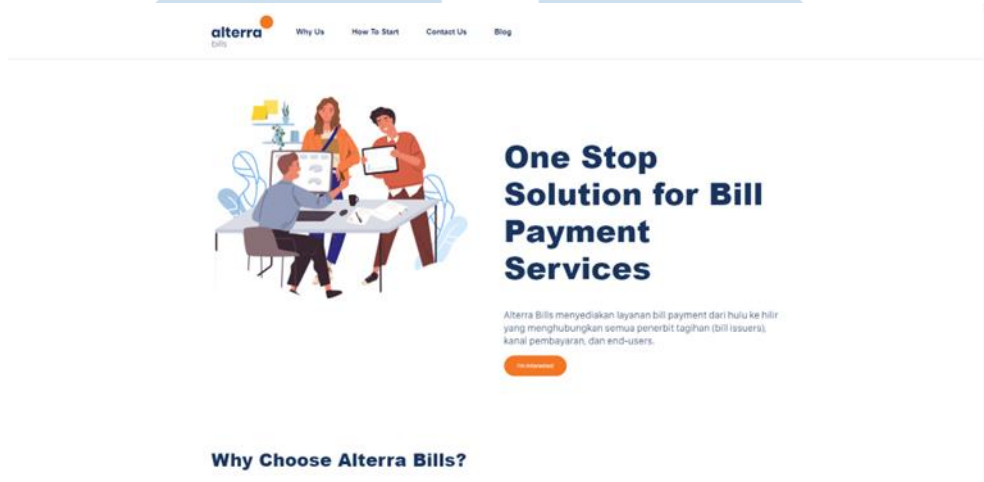 alterra
bills
Why Us How To Start Contact Us Blog
One Stop
Solution for Bill
Payment
Services
Alterra Bills menyediakan layanan bill payment dari hulu ke hilir
yang menghubungkan semua penerbit tagihan (bill issuers),
kanal pembayaran, dan end-users.
I'm interested
Why Choose Alterra Bills?